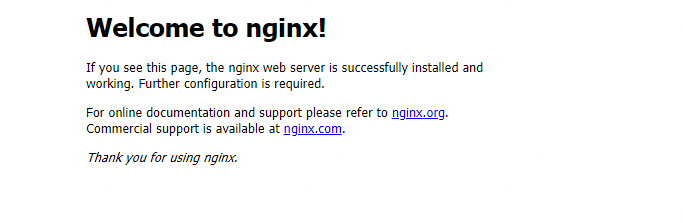 Welcome to nginx!
If you see this page, the nginx web server is successfully installed and
working. Further configuration is required.
For online documentation and support please refer to nginx.org.
Commercial support is available at nginx.com.
Thank you for using nginx.